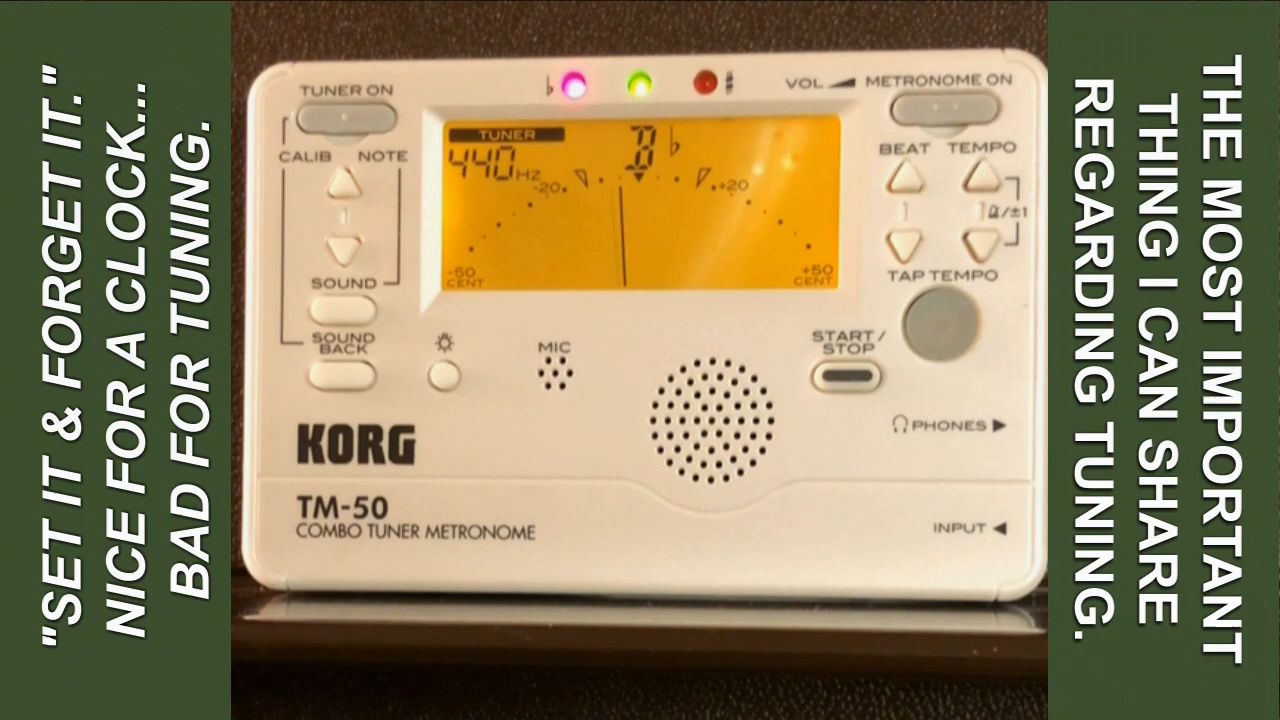 "SET IT & FORGET IT."
NICE FOR A CLOCK...
BAD FOR TUNING.
TUNER ON
♭
♯
VOL
METRONOME ON
CALIB NOTE
SOUND
SOUND
BACK
TUNER
440Hz
B♭
-20
+20
-50
CENT
+50
CENT
BEAT TEMPO
/±1
TAP TEMPO
MIC
START/
STOP
PHONES ▶
KORG
TM-50
COMBO TUNER METRONOME
INPUT ◀
THE MOST IMPORTANT
THING I CAN SHARE
REGARDING TUNING.